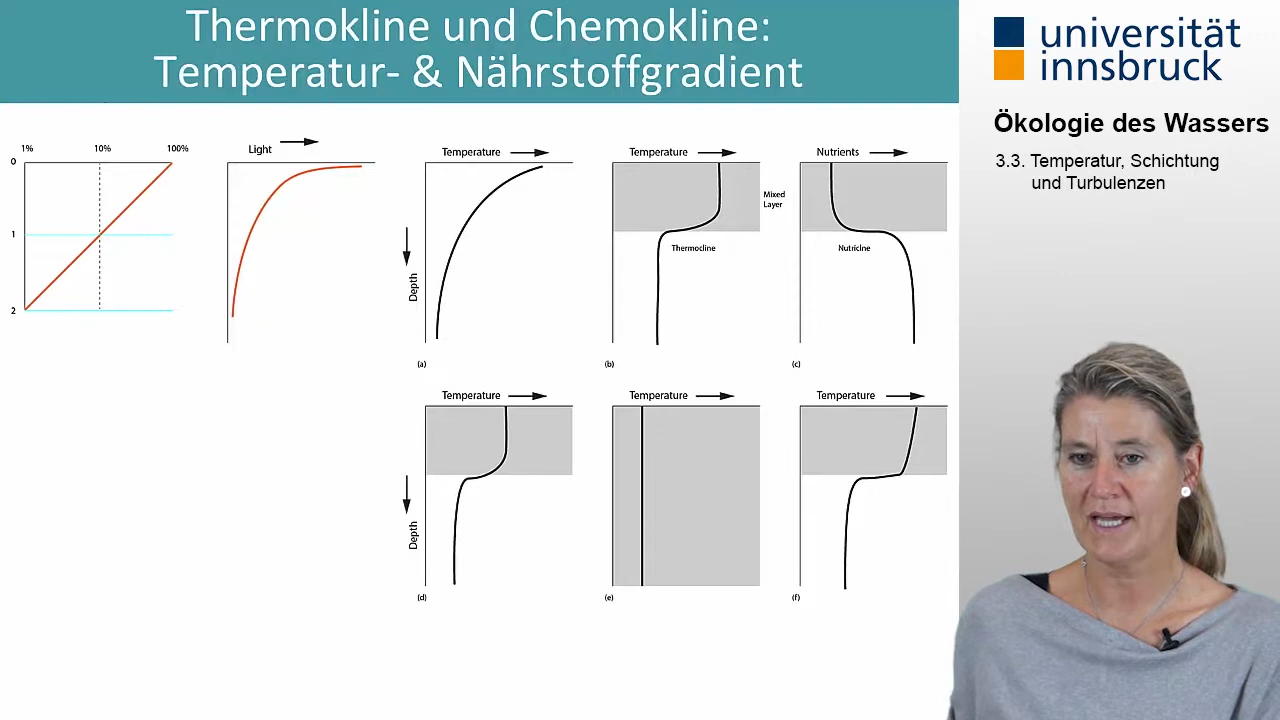 Thermokline und Chemokline:
Temperatur- & Nährstoffgradient
universität
innsbruck
Ökologie des Wassers
3.3. Temperatur, Schichtung
und Turbulenzen
1% 10% 100%
0
1
2
Light
Temperature
Depth
(a)
Temperature
Mixed
Layer
Thermocline
(b)
Nutrients
Nutriclne
(c)
Temperature
Depth
(d)
Temperature
(e)
Temperature
(f)